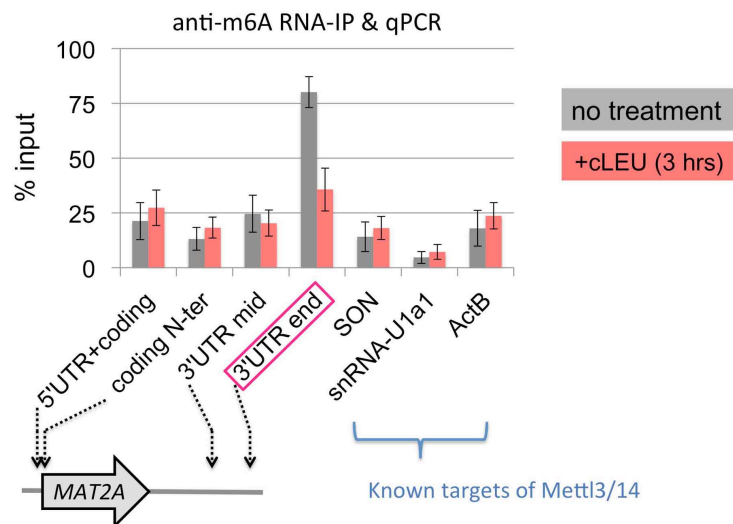 anti-m6A RNA-IP & qPCR
100
75
50
25
0
% input
no treatment
+cLEU (3 hrs)
5'UTR+coding
coding N-ter
3'UTR mid
3'UTR end
SON
snRNA-U1a1
ActB
MAT2A
Known targets of Mettl3/14